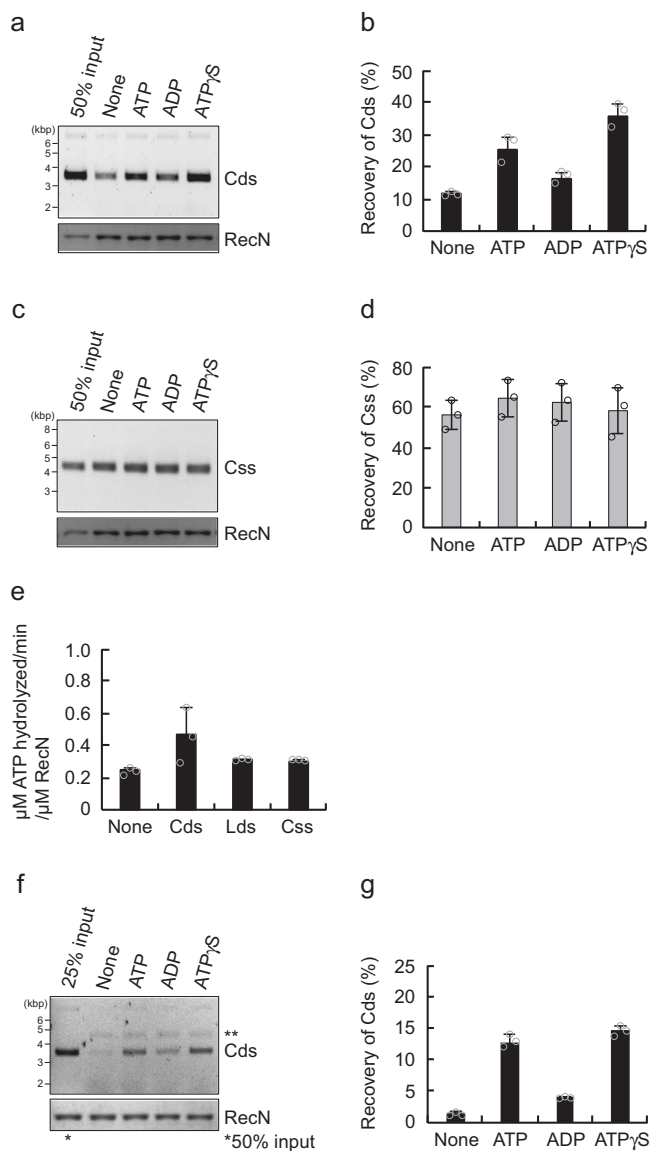 a
50% input
None
ATP
ADP
ATPγS
(kbp)
6
5
4
3
2
Cds
RecN
b
Recovery of Cds (%)
50
40
30
20
10
0
None ATP ADP ATPγS
c
50% input
None
ATP
ADP
ATPγS
(kbp)
8
6
5
4
3
Css
RecN
d
Recovery of Css (%)
0
20
40
60
80
None ATP ADP ATPγS
e
µM ATP hydrolyzed/min
/µM RecN
1.0
0.8
0.6
0.4
0.2
0
None Cds Lds Css
f
25% input
None
ATP
ADP
ATPγS
(kbp)
6
5
4
3
2
**
Cds
RecN
*
*50% input
g
Recovery of Cds (%)
25
20
15
10
5
0
None ATP ADP ATPγS